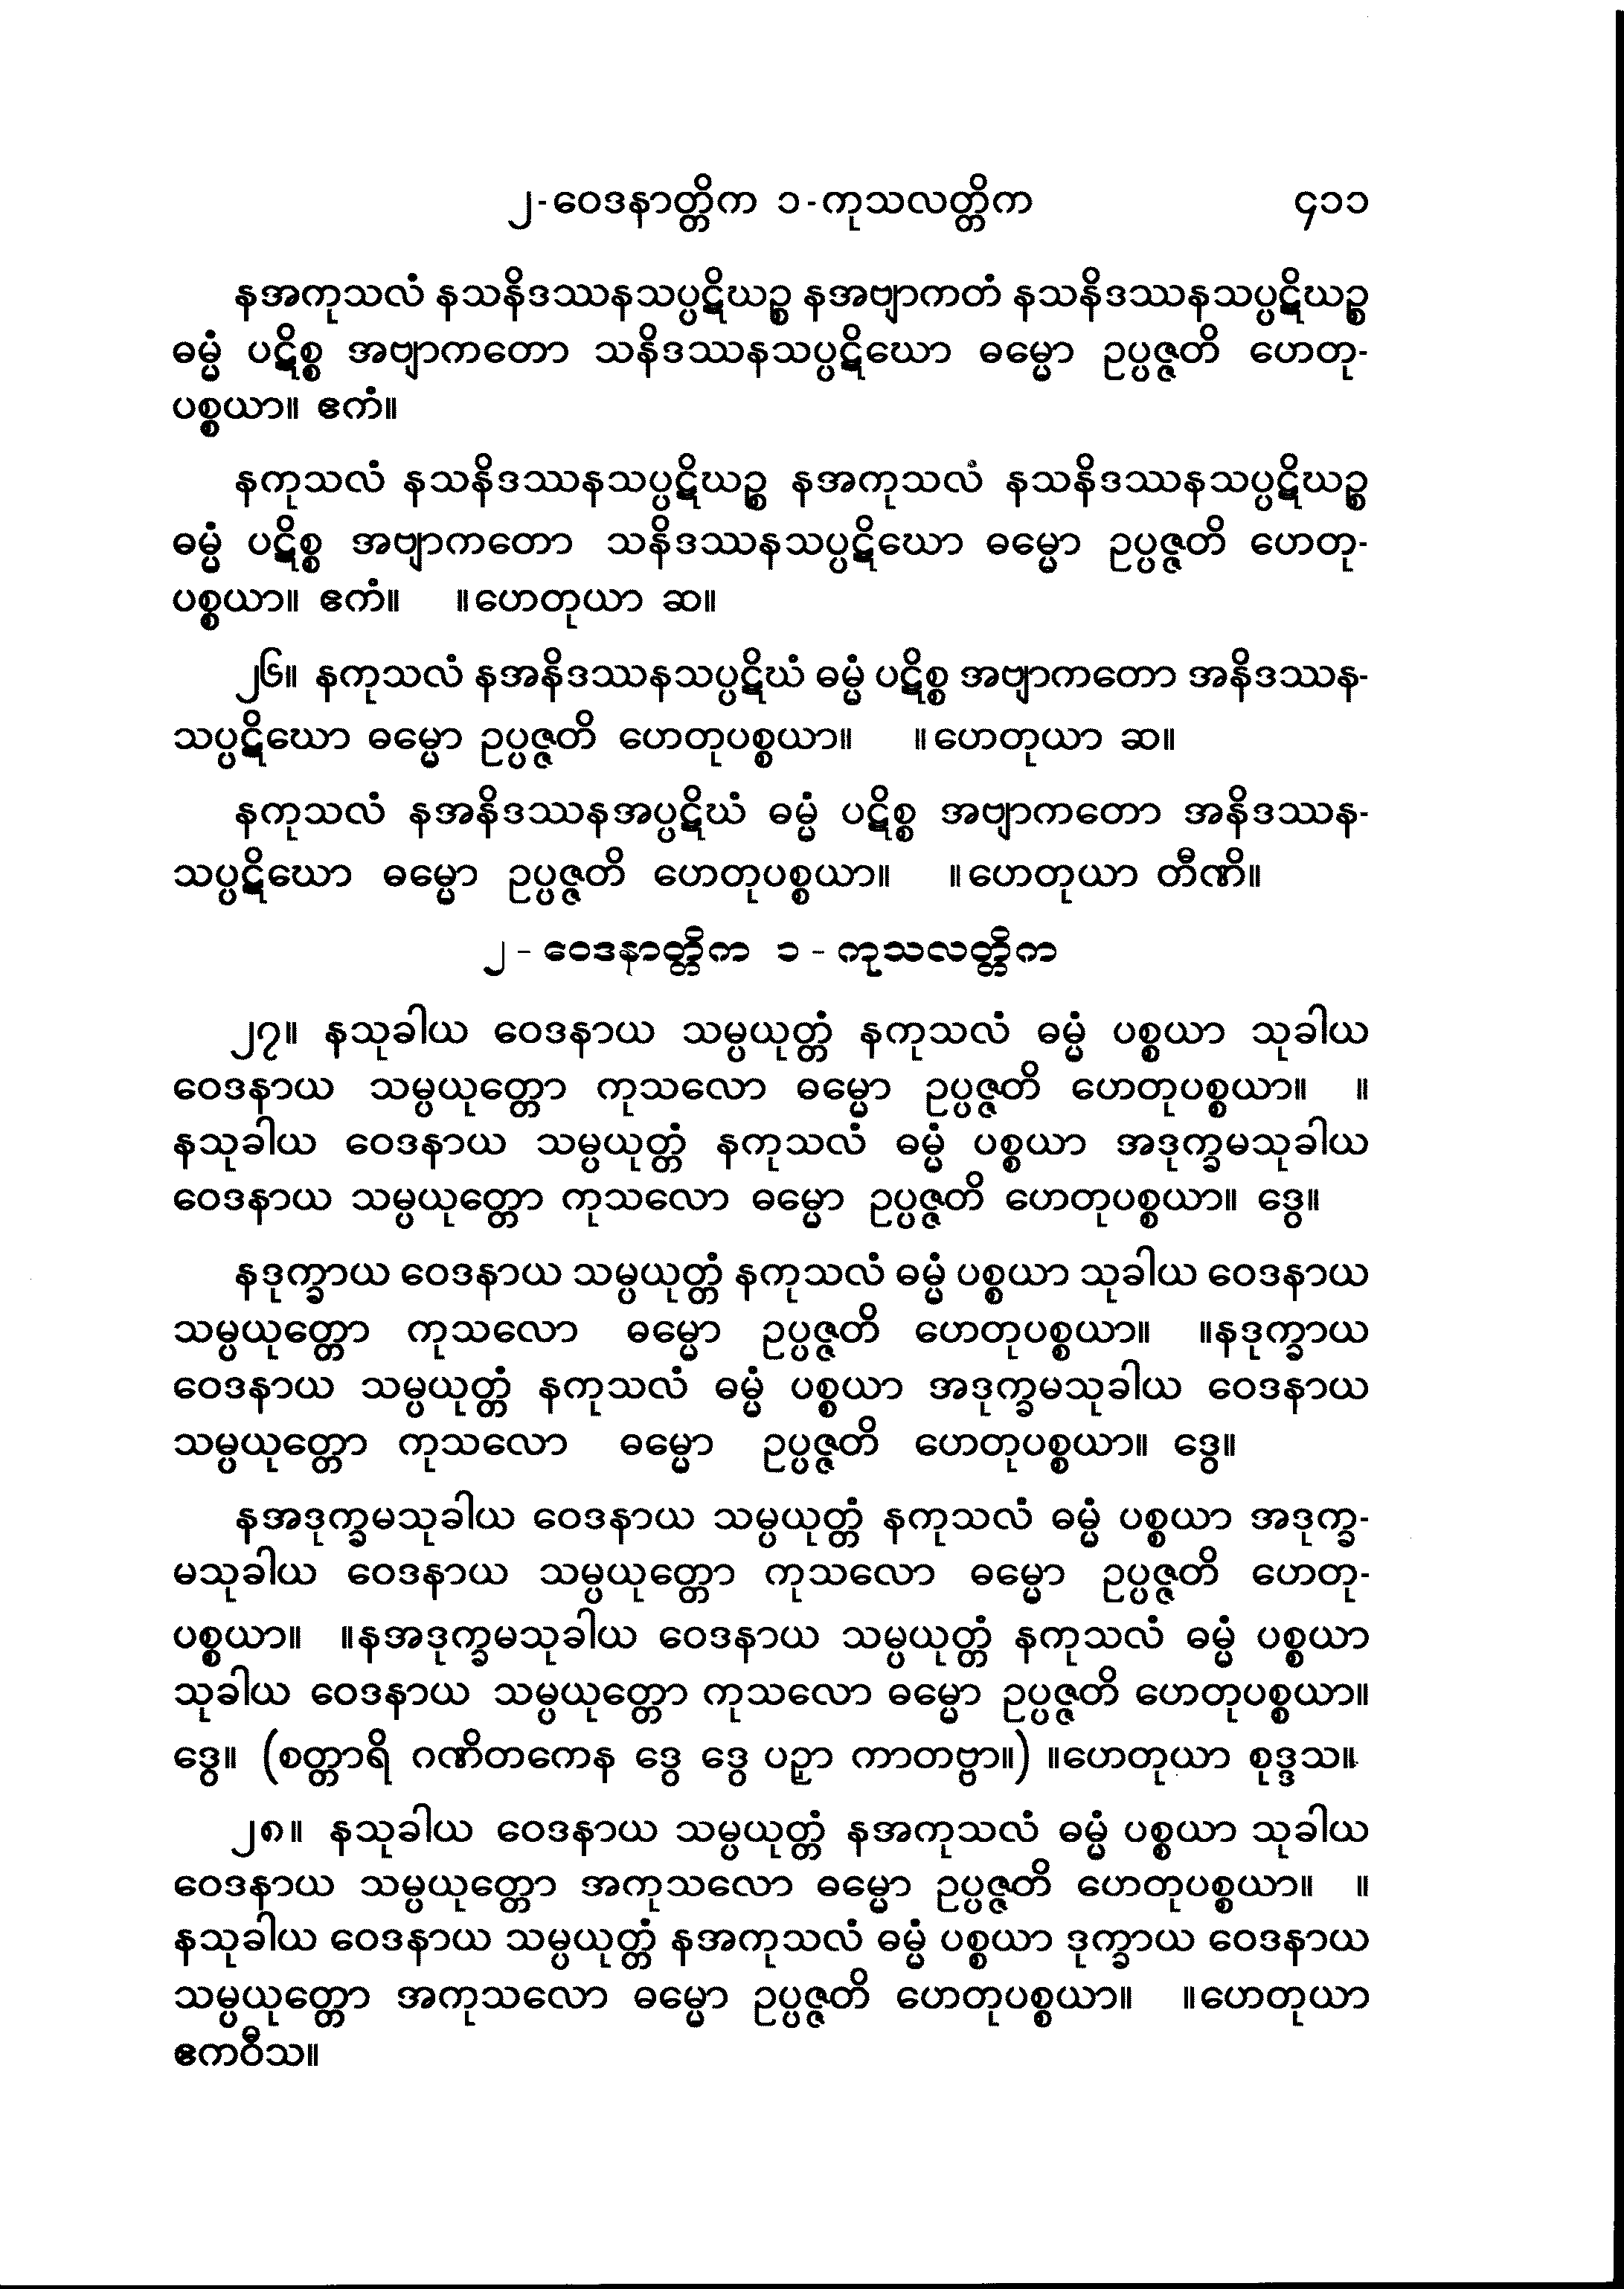 ၂-ဝေဒနာတ္တိက ၁-ကုသလတ္တိက ၄၁၁
နအကုသလံ နသနိဒဿနသပ္ပဋိဃဉ္စ နအဗျာကတံ နသနိဒဿနသပ္ပဋိဃဉ္စ
ဓမ္မံ ပဋိစ္စ အဗျာကတော သနိဒဿနသပ္ပဋိဃော ဓမ္မော ဥပ္ပဇ္ဇတိ ဟေတု-
ပစ္စယာ။ ဧကံ။
နကုသလံ နသနိဒဿနသပ္ပဋိဃဉ္စ နအကုသလံ နသနိဒဿနသပ္ပဋိဃဉ္စ
ဓမ္မံ ပဋိစ္စ အဗျာကတော သနိဒဿနသပ္ပဋိဃော ဓမ္မော ဥပ္ပဇ္ဇတိ ဟေတု-
ပစ္စယာ။ ဧကံ။ ။ဟေတုယာ ဆ။
၂၆။ နကုသလံ နအနိဒဿနသပ္ပဋိဃံ ဓမ္မံ ပဋိစ္စ အဗျာကတော အနိဒဿန-
သပ္ပဋိဃော ဓမ္မော ဥပ္ပဇ္ဇတိ ဟေတုပစ္စယာ။ ။ဟေတုယာ ဆ။
နကုသလံ နအနိဒဿနအပ္ပဋိဃံ ဓမ္မံ ပဋိစ္စ အဗျာကတော အနိဒဿန-
သပ္ပဋိဃော ဓမ္မော ဥပ္ပဇ္ဇတိ ဟေတုပစ္စယာ။ ။ဟေတုယာ တီဏိ။
၂ - ဝေဒနာတ္တိက ၁ - ကုသလတ္တိက
၂၇။ နသုခါယ ဝေဒနာယ သမ္ပယုတ္တံ နကုသလံ ဓမ္မံ ပစ္စယာ သုခါယ
ဝေဒနာယ သမ္ပယုတ္တော ကုသလော ဓမ္မော ဥပ္ပဇ္ဇတိ ဟေတုပစ္စယာ။ ။
နသုခါယ ဝေဒနာယ သမ္ပယုတ္တံ နကုသလံ ဓမ္မံ ပစ္စယာ အဒုက္ခမသုခါယ
ဝေဒနာယ သမ္ပယုတ္တော ကုသလော ဓမ္မော ဥပ္ပဇ္ဇတိ ဟေတုပစ္စယာ။ ဒွေ။
နဒုက္ခာယ ဝေဒနာယ သမ္ပယုတ္တံ နကုသလံ ဓမ္မံ ပစ္စယာ သုခါယ ဝေဒနာယ
သမ္ပယုတ္တော ကုသလော ဓမ္မော ဥပ္ပဇ္ဇတိ ဟေတုပစ္စယာ။ ။နဒုက္ခာယ
ဝေဒနာယ သမ္ပယုတ္တံ နကုသလံ ဓမ္မံ ပစ္စယာ အဒုက္ခမသုခါယ ဝေဒနာယ
သမ္ပယုတ္တော ကုသလော ဓမ္မော ဥပ္ပဇ္ဇတိ ဟေတုပစ္စယာ။ ဒွေ။
နအဒုက္ခမသုခါယ ဝေဒနာယ သမ္ပယုတ္တံ နကုသလံ ဓမ္မံ ပစ္စယာ အဒုက္ခ-
မသုခါယ ဝေဒနာယ သမ္ပယုတ္တော ကုသလော ဓမ္မော ဥပ္ပဇ္ဇတိ ဟေတု-
ပစ္စယာ။ ။နအဒုက္ခမသုခါယ ဝေဒနာယ သမ္ပယုတ္တံ နကုသလံ ဓမ္မံ ပစ္စယာ
သုခါယ ဝေဒနာယ သမ္ပယုတ္တော ကုသလော ဓမ္မော ဥပ္ပဇ္ဇတိ ဟေတုပစ္စယာ။
ဒွေ။ (စတ္တာရိ ဂဏိတကေန ဒွေ ဒွေ ပဉှာ ကာတဗ္ဗာ။) ။ဟေတုယာ စုဒ္ဒသ။
၂၈။ နသုခါယ ဝေဒနာယ သမ္ပယုတ္တံ နအကုသလံ ဓမ္မံ ပစ္စယာ သုခါယ
ဝေဒနာယ သမ္ပယုတ္တော အကုသလော ဓမ္မော ဥပ္ပဇ္ဇတိ ဟေတုပစ္စယာ။ ။
နသုခါယ ဝေဒနာယ သမ္ပယုတ္တံ နအကုသလံ ဓမ္မံ ပစ္စယာ ဒုက္ခာယ ဝေဒနာယ
သမ္ပယုတ္တော အကုသလော ဓမ္မော ဥပ္ပဇ္ဇတိ ဟေတုပစ္စယာ။ ။ဟေတုယာ
ဧကဝီသ။